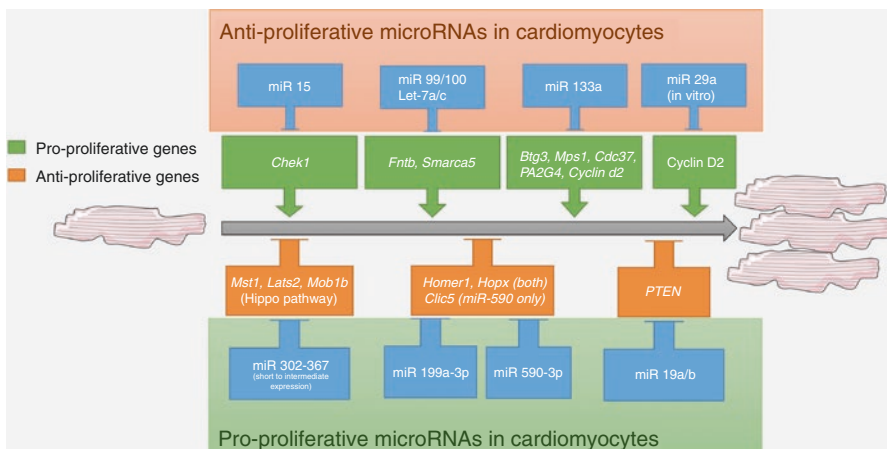 Anti-proliferative microRNAs in cardiomyocytes
miR 15
miR 99/100
Let-7a/c
miR 133a
miR 29a
(in vitro)
Pro-proliferative genes
Anti-proliferative genes
Chek1
Fntb, Smarca5
Btg3, Mps1, Cdc37,
PA2G4, Cyclin d2
Cyclin D2
Mst1, Lats2, Mob1b
(Hippo pathway)
Homer1, Hopx (both)
Clic5 (miR-590 only)
PTEN
miR 302-367
(short to intermediate
expression)
miR 199a-3p
miR 590-3p
miR 19a/b
Pro-proliferative microRNAs in cardiomyocytes